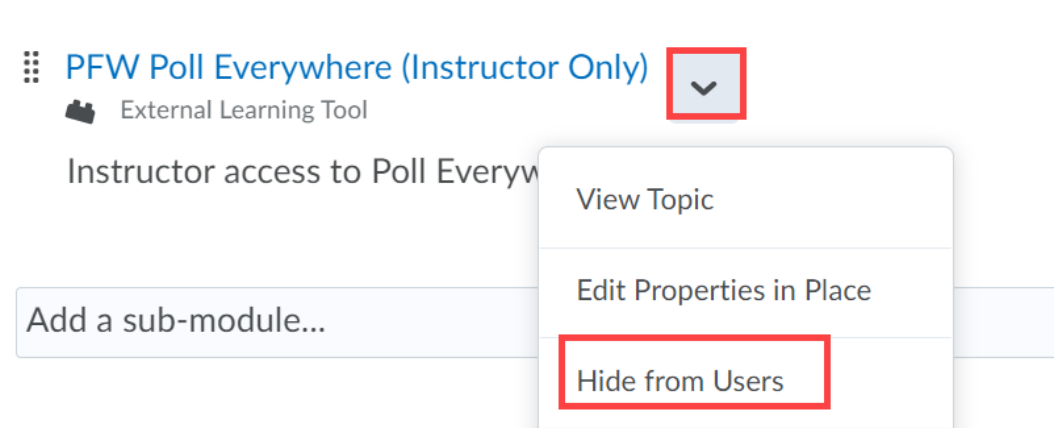 PFW Poll Everywhere (Instructor Only)
External Learning Tool
Instructor access to Poll Everyw
View Topic
Edit Properties in Place
Add a sub-module...
Hide from Users